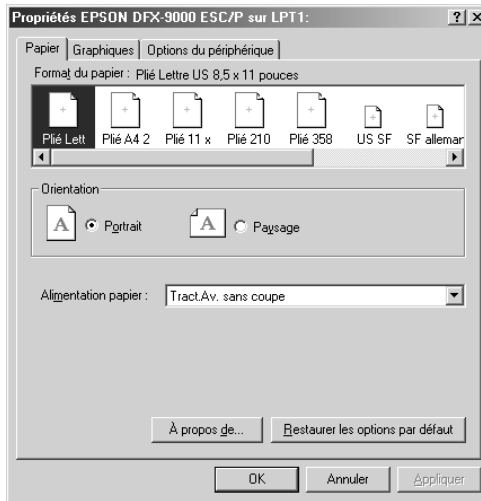 Propriétés EPSON DFX-9000 ESC/P sur LPT1:
Papier Graphiques Options du périphérique
Format du papier : Plié Lettre US 8,5 x 11 pouces
Plié Lett Plié A4 2 Plié 11 x Plié 210 Plié 358 US SF SF alleman
Orientation
A Portrait A Paysage
Alimentation papier : Tract.Av. sans coupe
À propos de... Restaurer les options par défaut
OK Annuler Appliquer